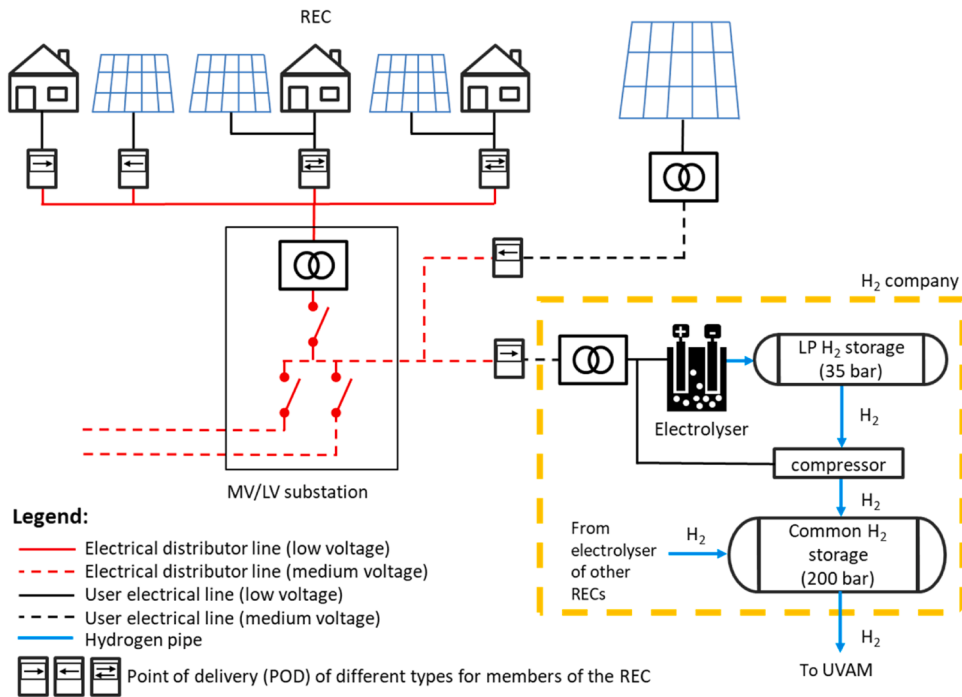 REC
H₂ company
+
-
LP H₂ storage
(35 bar)
Electrolyser
H₂
compressor
H₂
MV/LV substation
Legend:
Electrical distributor line (low voltage)
Electrical distributor line (medium voltage)
User electrical line (low voltage)
User electrical line (medium voltage)
Hydrogen pipe
Point of delivery (POD) of different types for members of the REC
From
electrolyser
of other
RECs
H₂
Common H₂
storage
(200 bar)
H₂
To UVAM